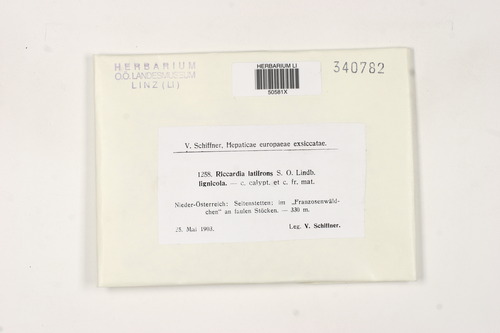 HERBARIUM
O.Ö. LANDESMUSEUM
LINZ (LI)
HERBARIUM LI
50581X
340782
V. Schiffner, Hepaticae europaeae exsiccatae.
1258. Riccardia latifrons S. O. Lindb.
lignicola. — c. calypt. et c. fr. mat.
Nieder-Österreich: Seitenstetten; im „Franzosenwäld-
chen" an faulen Stöcken. — 330 m.
Mai 1903. Leg. V. Schiffner.